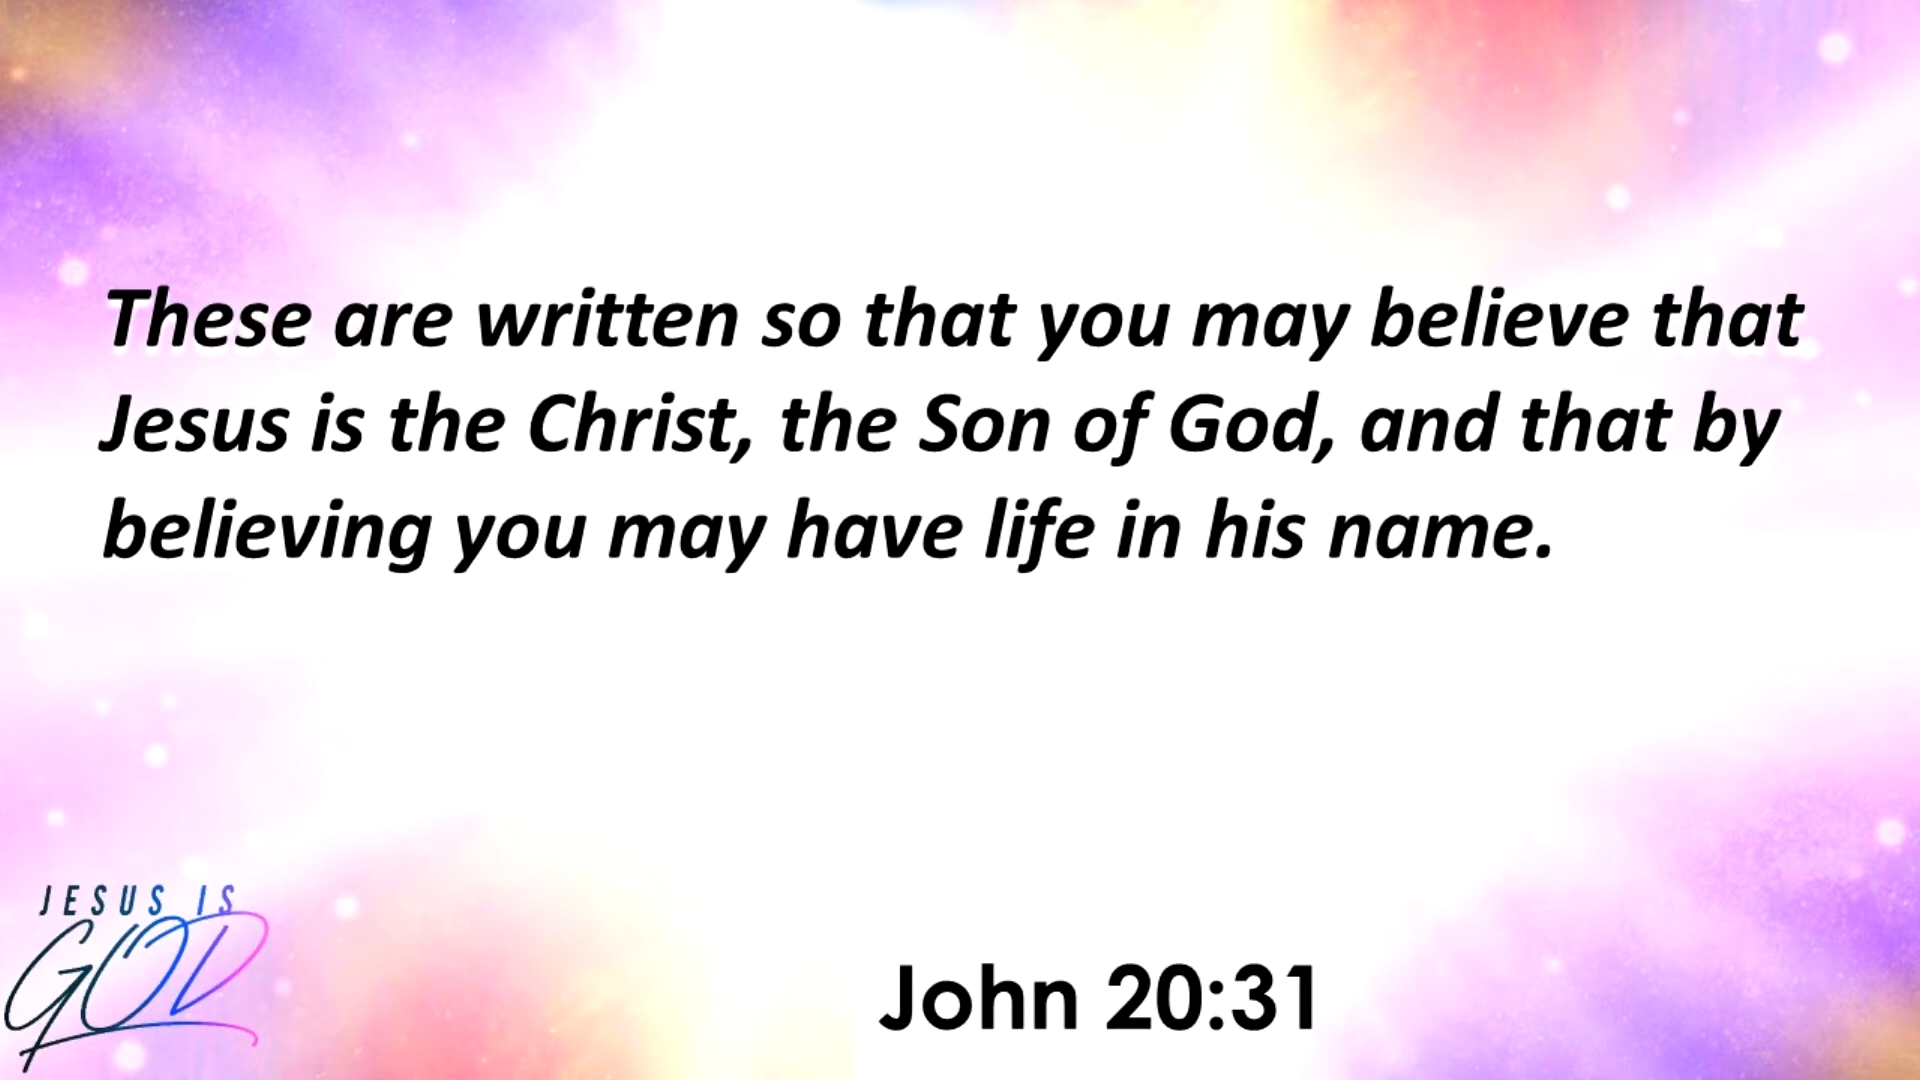 These are written so that you may believe that
Jesus is the Christ, the Son of God, and that by
believing you may have life in his name.
JESUS IS
GOD
John 20:31